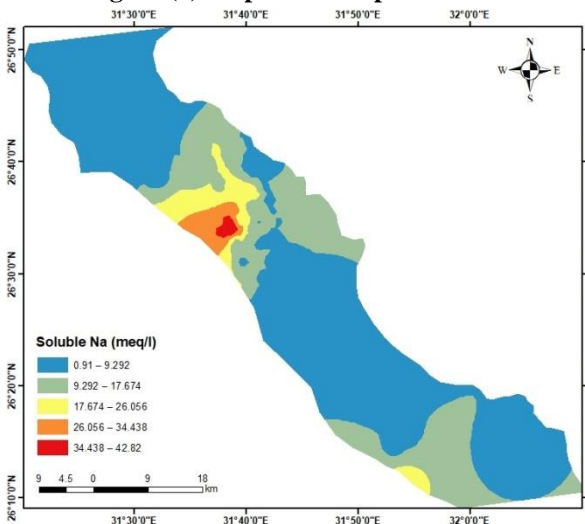 31°30'0"E 31°40'0"E 31°50'0"E 32°0'0"E
26°50'0"N
26°40'0"N
26°30'0"N
26°20'0"N
26°10'0"N
N
W E
S
Soluble Na (meq/l)
0.91 – 9.292
9.292 – 17.674
17.674 – 26.056
26.056 – 34.438
34.438 – 42.82
9 4.5 0 9 18
km
31°30'0"E 31°40'0"E 31°50'0"E 32°0'0"E